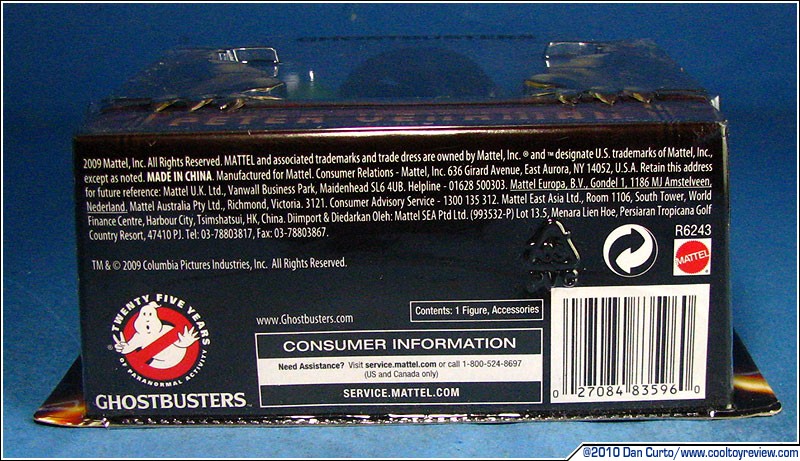 PETER VENKMAN
2009 Mattel, Inc. All Rights Reserved. MATTEL and associated trademarks and trade dress are owned by Mattel, Inc. ® and ™ designate U.S. trademarks of Mattel, Inc.,
except as noted. MADE IN CHINA. Manufactured for Mattel. Consumer Relations - Mattel, Inc. 636 Girard Avenue, East Aurora, NY 14052, U.S.A. Retain this address
for future reference: Mattel U.K. Ltd., Vanwall Business Park, Maidenhead SL6 4UB. Helpline - 01628 500303. Mattel Europa, B.V., Gondel 1, 1186 MJ Amstelveen,
Nederland. Mattel Australia Pty Ltd., Richmond, Victoria. 3121. Consumer Advisory Service - 1300 135 312. Mattel East Asia Ltd., Room 1106, South Tower, World
Finance Centre, Harbour City, Tsimshatsui, HK, China. Diimport & Diedarkan Oleh: Mattel SEA Ptd Ltd. (993532-P) Lot 13.5, Menara Lien Hoe, Persiaran Tropicana Golf
Country Resort, 47410 PJ. Tel: 03-78803817, Fax: 03-78803867.
R6243
MATTEL
TM & © 2009 Columbia Pictures Industries, Inc. All Rights Reserved.
TWENTY FIVE YEARS
OF PARANORMAL ACTIVITY
GHOSTBUSTERS™
www.Ghostbusters.com
Contents: 1 Figure, Accessories
CONSUMER INFORMATION
Need Assistance? Visit service.mattel.com or call 1-800-524-8697
(US and Canada only)
SERVICE.MATTEL.COM
0 27084 83596 0
©2010 Dan Curto/www.cooltoyreview.com